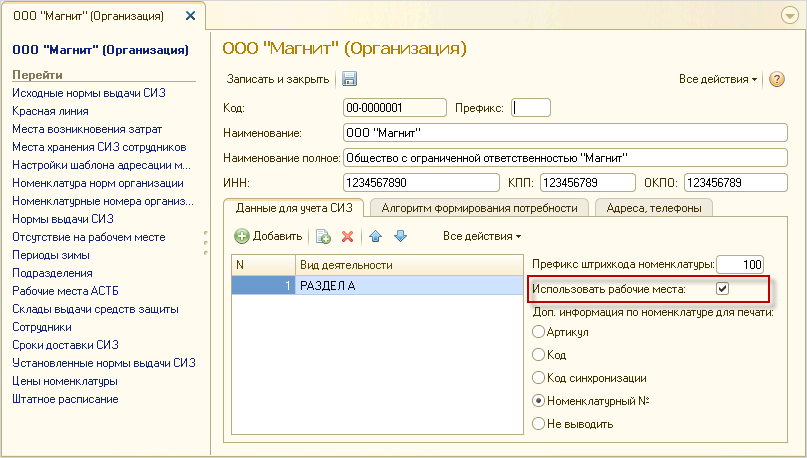 ООО "Магнит" (Организация)
ООО "Магнит" (Организация)
Перейти
Исходные нормы выдачи СИЗ
Красная линия
Места возникновения затрат
Места хранения СИЗ сотрудников
Настройки шаблона адресации м...
Номенклатура норм организации
Номенклатурные номера организ...
Нормы выдачи СИЗ
Отсутствие на рабочем месте
Периоды зимы
Подразделения
Рабочие места АСТБ
Склады выдачи средств защиты
Сотрудники
Сроки доставки СИЗ
Установленные нормы выдачи СИЗ
Цены номенклатуры
Штатное расписание
ООО "Магнит" (Организация)
Записать и закрыть Все действия ?
Код: 00-0000001 Префикс:
Наименование: ООО "Магнит"
Наименование полное: Общество с ограниченной ответственностью "Магнит"
ИНН: 1234567890 КПП: 123456789 ОКПО: 123456789
Данные для учета СИЗ Алгоритм формирования потребности Адреса, телефоны
Добавить Все действия
N Вид деятельности
1 РАЗДЕЛ А
Префикс штрихкода номенклатуры: 100
Использовать рабочие места:
Доп. информация по номенклатуре для печати:
Артикул
Код
Код синхронизации
Номенклатурный №
Не выводить